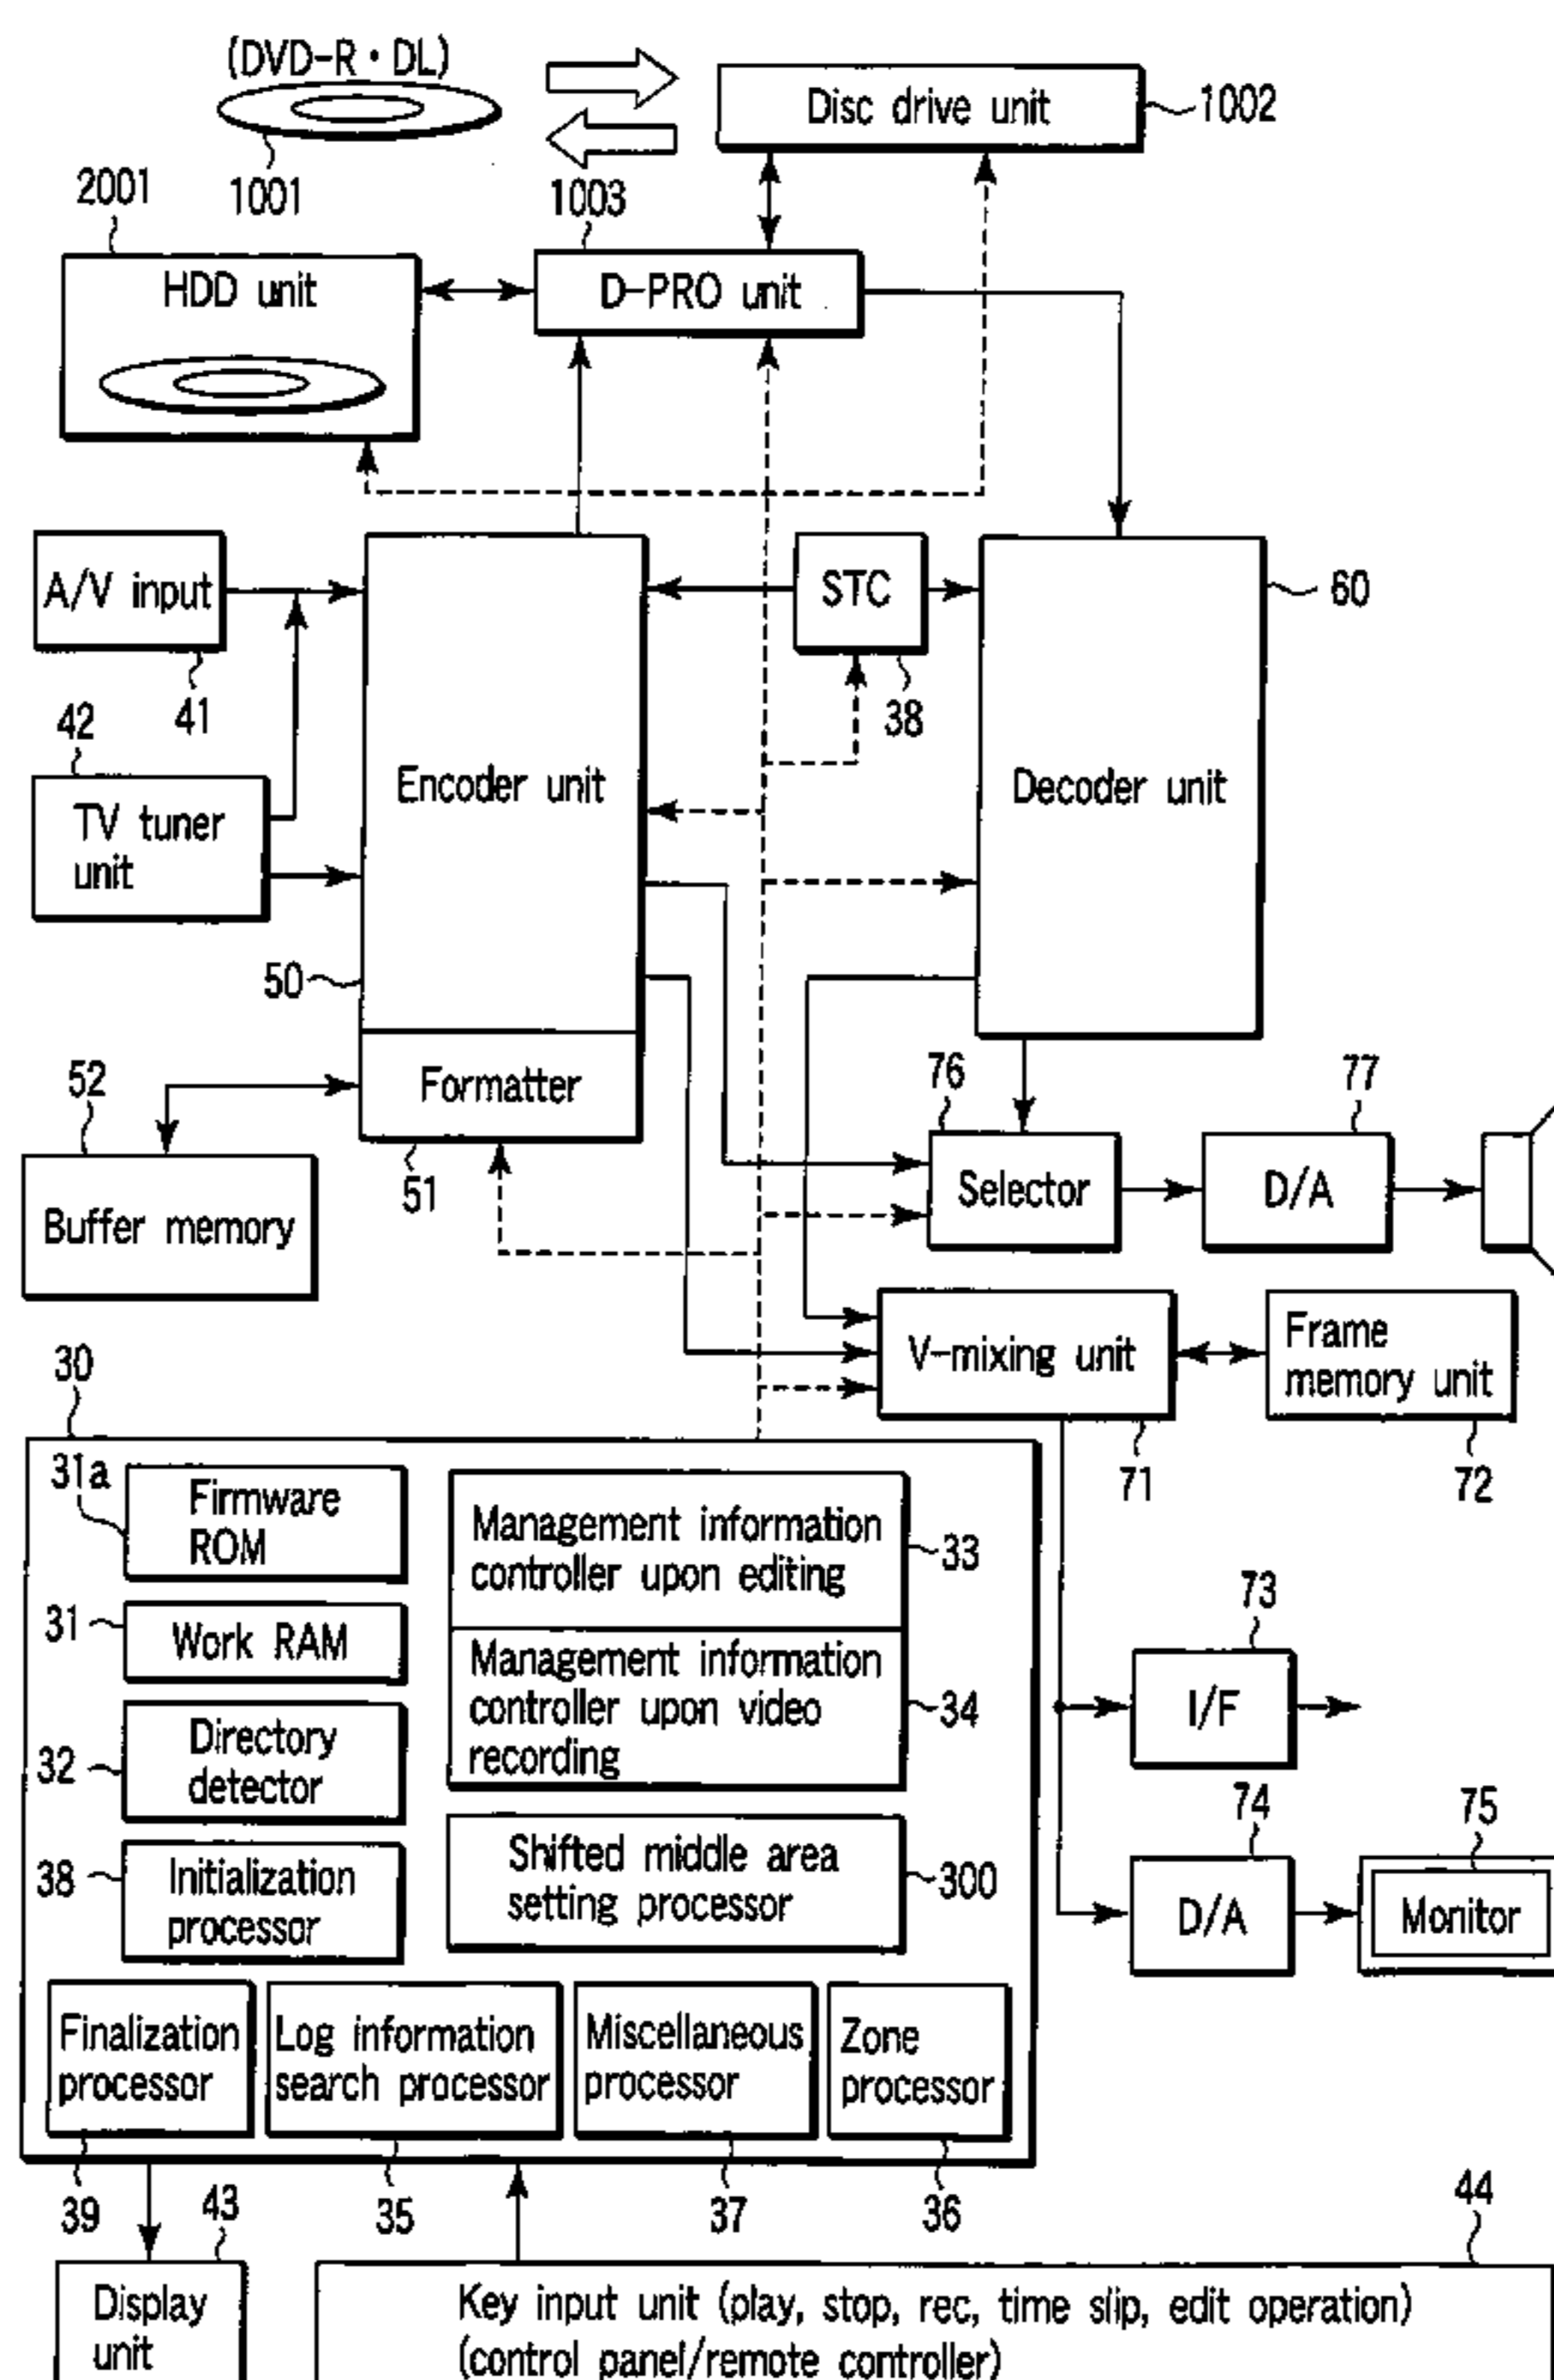 (DVD-R・DL)
Disc drive unit
1002
2001
1001
1003
HDD unit
D-PRO unit
A/V input
STC
60
41
42
38
TV tuner
unit
Encoder unit
Decoder unit
50
52
Formatter
76
77
51
Buffer memory
Selector
D/A
30
V-mixing unit
Frame
memory unit
31a
71
72
Firmware
ROM
Management information
controller upon editing
33
31
Work RAM
73
Management information
controller upon video
recording
34
I/F
32
Directory
detector
74
75
38
Initialization
processor
Shifted middle area
setting processor
300
D/A
Monitor
Finalization
processor
Log information
search processor
Miscellaneous
processor
Zone
processor
39
43
35
37
36
44
Display
unit
Key input unit (play, stop, rec, time slip, edit operation)
(control panel/remote controller)